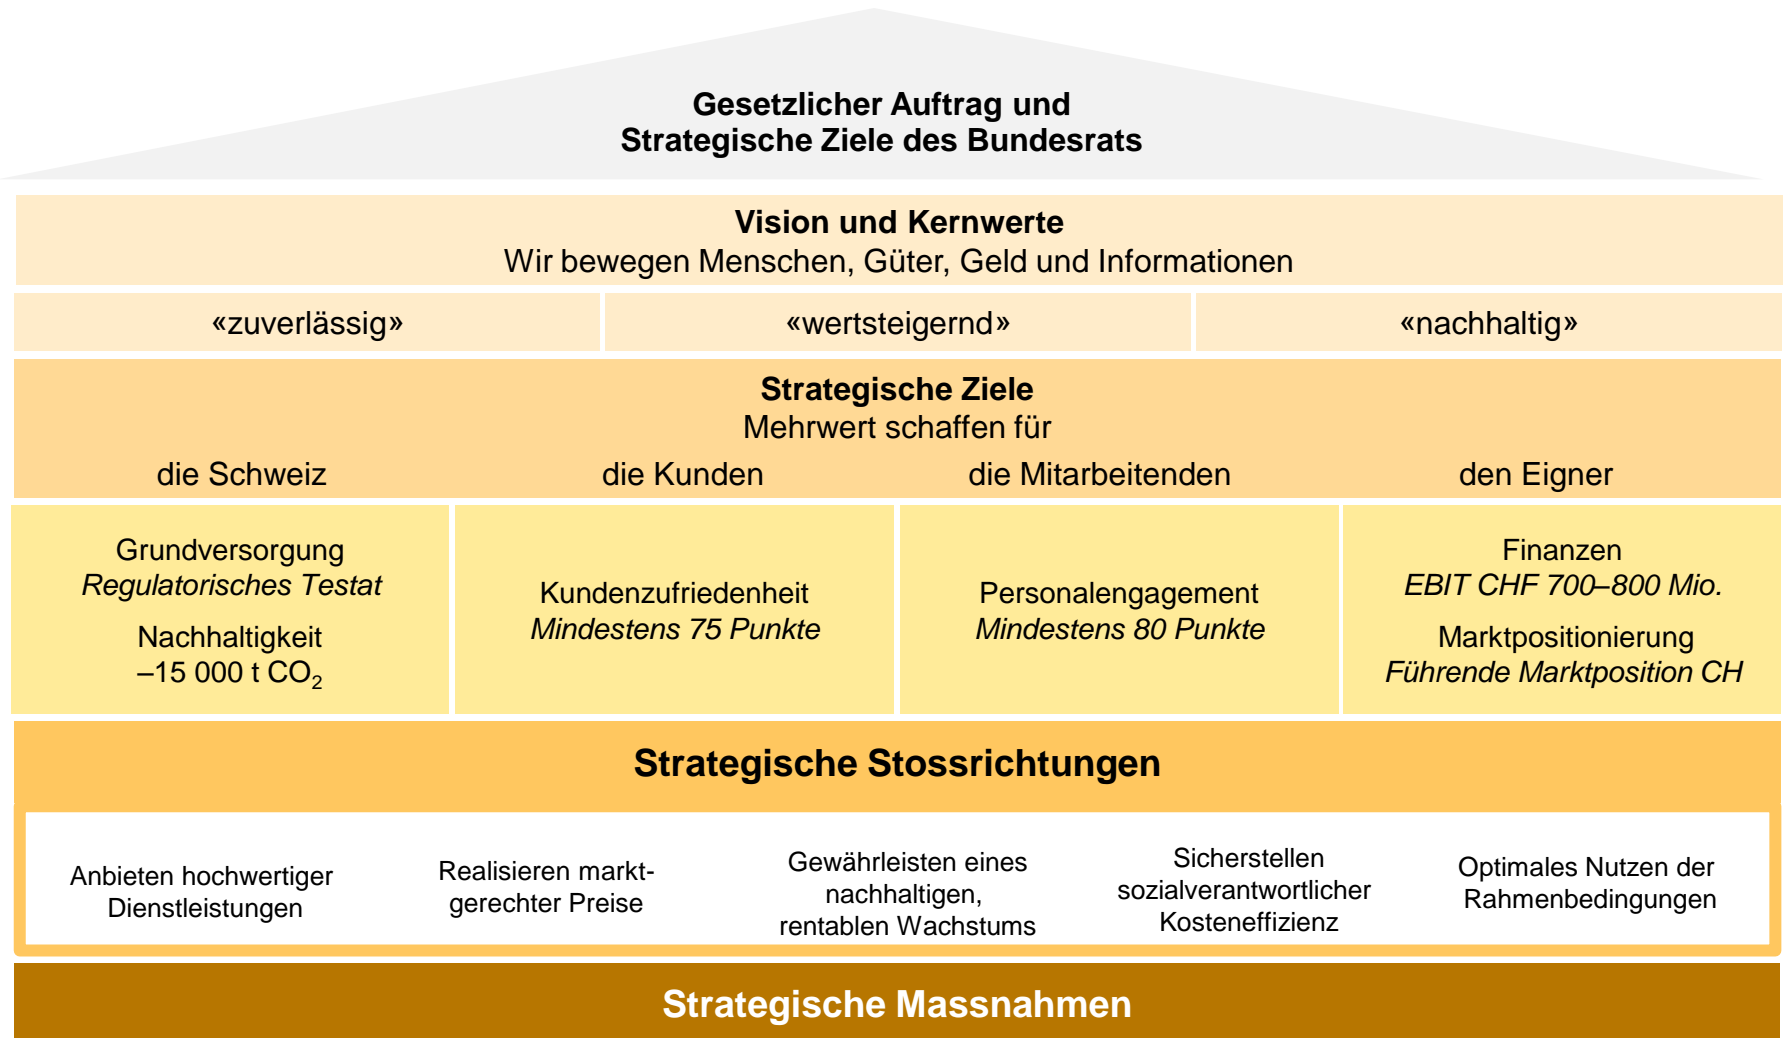 Gesetzlicher Auftrag und
Strategische Ziele des Bundesrats
Vision und Kernwerte
Wir bewegen Menschen, Güter, Geld und Informationen
«zuverlässig»
«wertsteigernd»
«nachhaltig»
Strategische Ziele
Mehrwert schaffen für
die Schweiz
die Kunden
die Mitarbeitenden
den Eigner
Grundversorgung
Regulatorisches Testat
Nachhaltigkeit
–15 000 t CO₂
Kundenzufriedenheit
Mindestens 75 Punkte
Personalengagement
Mindestens 80 Punkte
Finanzen
EBIT CHF 700–800 Mio.
Marktpositionierung
Führende Marktposition CH
Strategische Stossrichtungen
Anbieten hochwertiger
Dienstleistungen
Realisieren markt-
gerechter Preise
Gewährleisten eines
nachhaltigen,
rentablen Wachstums
Sicherstellen
sozialverantwortlicher
Kosteneffizienz
Optimales Nutzen der
Rahmenbedingungen
Strategische Massnahmen